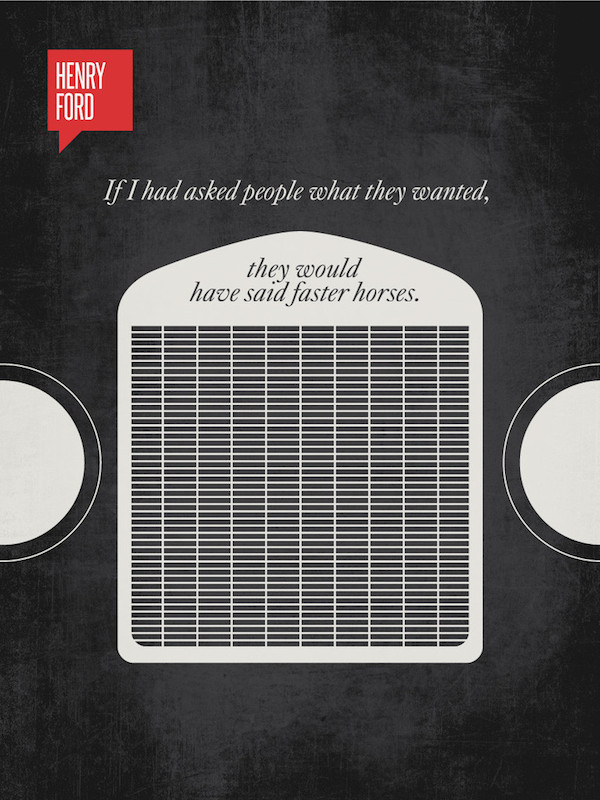 HENRY
FORD
If I had asked people what they wanted,
they would
have said faster horses.